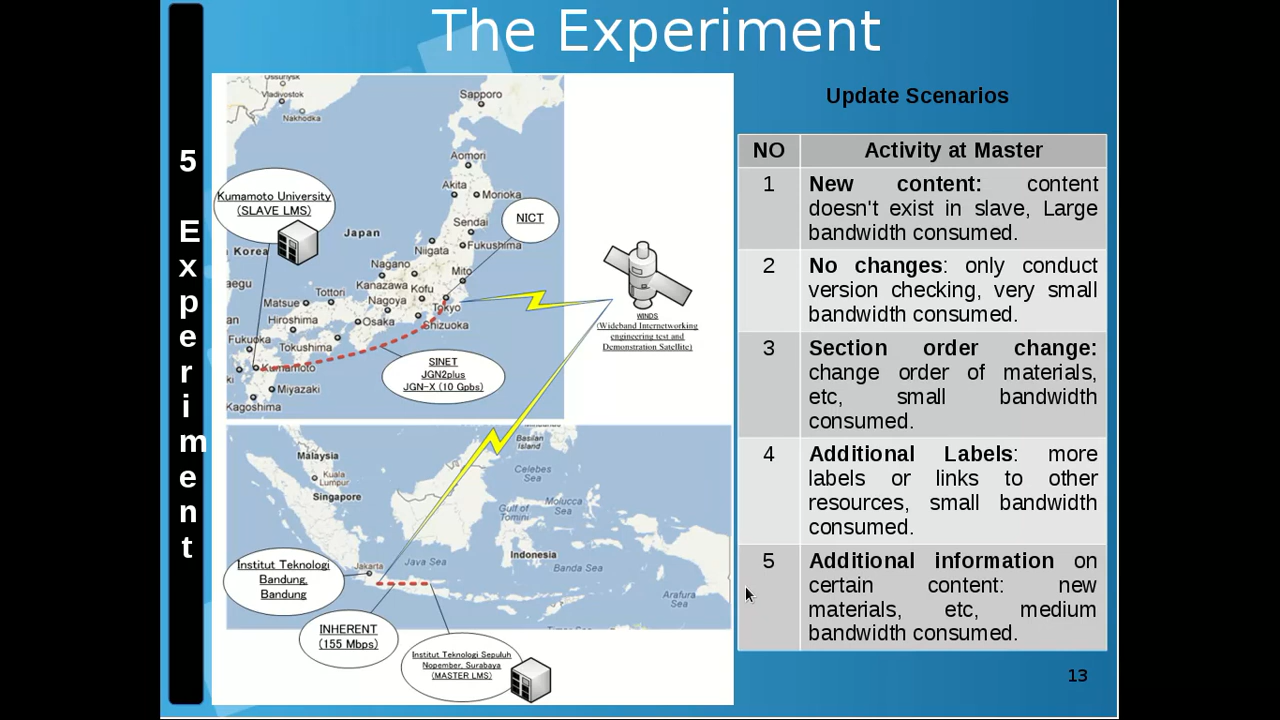 The Experiment
5 Experiment
Ussuriysk
Vladivostok
Nakhodka
Sapporo
Aomori
Akita
Morioka
Kumamoto University
(SLAVE LMS)
NICT
Sendai
Japan
Niigata
Fukushima
Korea
Nagano
Mito
aegu
Tottori
Kanazawa
Kofu
Matsue
Nagoya
Tokyo
Hiroshima
Osaka
Shizuoka
Fukuoka
Tokushima
Kumamoto
Miyazaki
Kagoshima
SINET
JGN2plus
JGN-X (10 Gpbs)
WINDS
(Wideband Internetworking
engineering test and
Demonstration Satellite)
Basilan
Island
Malaysia
Kuala
Lumpur
Celebes
Sea
Singapore
Gulf of
Tomini
Molucca
Sea
Indonesia
Banda Sea
Java Sea
Jakarta
Arafura
Sea
Timor Sea
Institut Teknologi
Bandung,
Bandung
INHERENT
(155 Mbps)
Institut Teknologi Sepuluh
Nopember, Surabaya
(MASTER LMS)
Update Scenarios
NO Activity at Master
1 New content: content
doesn't exist in slave, Large
bandwidth consumed.
2 No changes: only conduct
version checking, very small
bandwidth consumed.
3 Section order change:
change order of materials,
etc, small bandwidth
consumed.
4 Additional Labels: more
labels or links to other
resources, small bandwidth
consumed.
5 Additional information on
certain content: new
materials, etc, medium
bandwidth consumed.
13